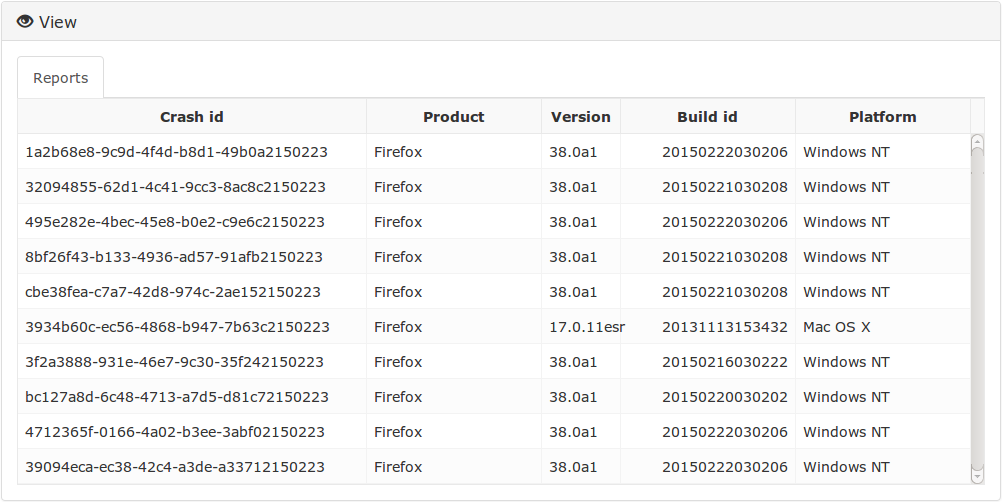 View
Reports
Crash id Product Version Build id Platform
1a2b68e8-9c9d-4f4d-b8d1-49b0a2150223 Firefox 38.0a1 20150222030206 Windows NT
32094855-62d1-4c41-9cc3-8ac8c2150223 Firefox 38.0a1 20150221030208 Windows NT
495e282e-4bec-45e8-b0e2-c9e6c2150223 Firefox 38.0a1 20150222030206 Windows NT
8bf26f43-b133-4936-ad57-91afb2150223 Firefox 38.0a1 20150221030208 Windows NT
cbe38fea-c7a7-42d8-974c-2ae152150223 Firefox 38.0a1 20150221030208 Windows NT
3934b60c-ec56-4868-b947-7b63c2150223 Firefox 17.0.11esr 20131113153432 Mac OS X
3f2a3888-931e-46e7-9c30-35f242150223 Firefox 38.0a1 20150216030222 Windows NT
bc127a8d-6c48-4713-a7d5-d81c72150223 Firefox 38.0a1 20150220030202 Windows NT
4712365f-0166-4a02-b3ee-3abf02150223 Firefox 38.0a1 20150222030206 Windows NT
39094eca-ec38-42c4-a3de-a33712150223 Firefox 38.0a1 20150222030206 Windows NT